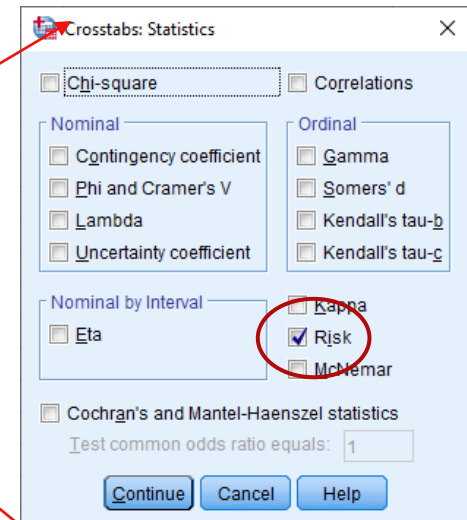 Crosstabs: Statistics
Chi-square
Correlations
Nominal
Contingency coefficient
Phi and Cramer's V
Lambda
Uncertainty coefficient
Ordinal
Gamma
Somers' d
Kendall's tau-b
Kendall's tau-c
Nominal by Interval
Eta
Kappa
Risk
McNemar
Cochran's and Mantel-Haenszel statistics
Test common odds ratio equals: 1
Continue Cancel Help